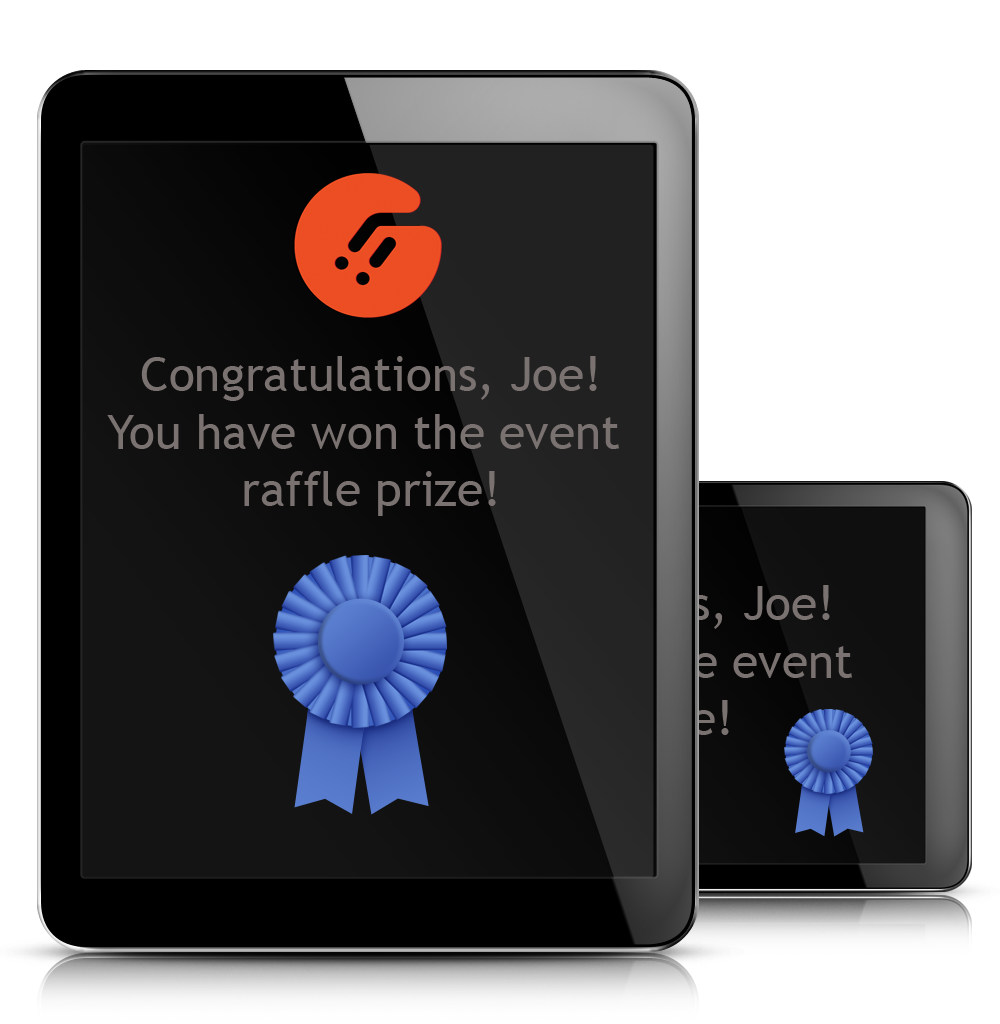 Congratulations, Joe!
You have won the event
raffle prize!
s, Joe!
e event
e!